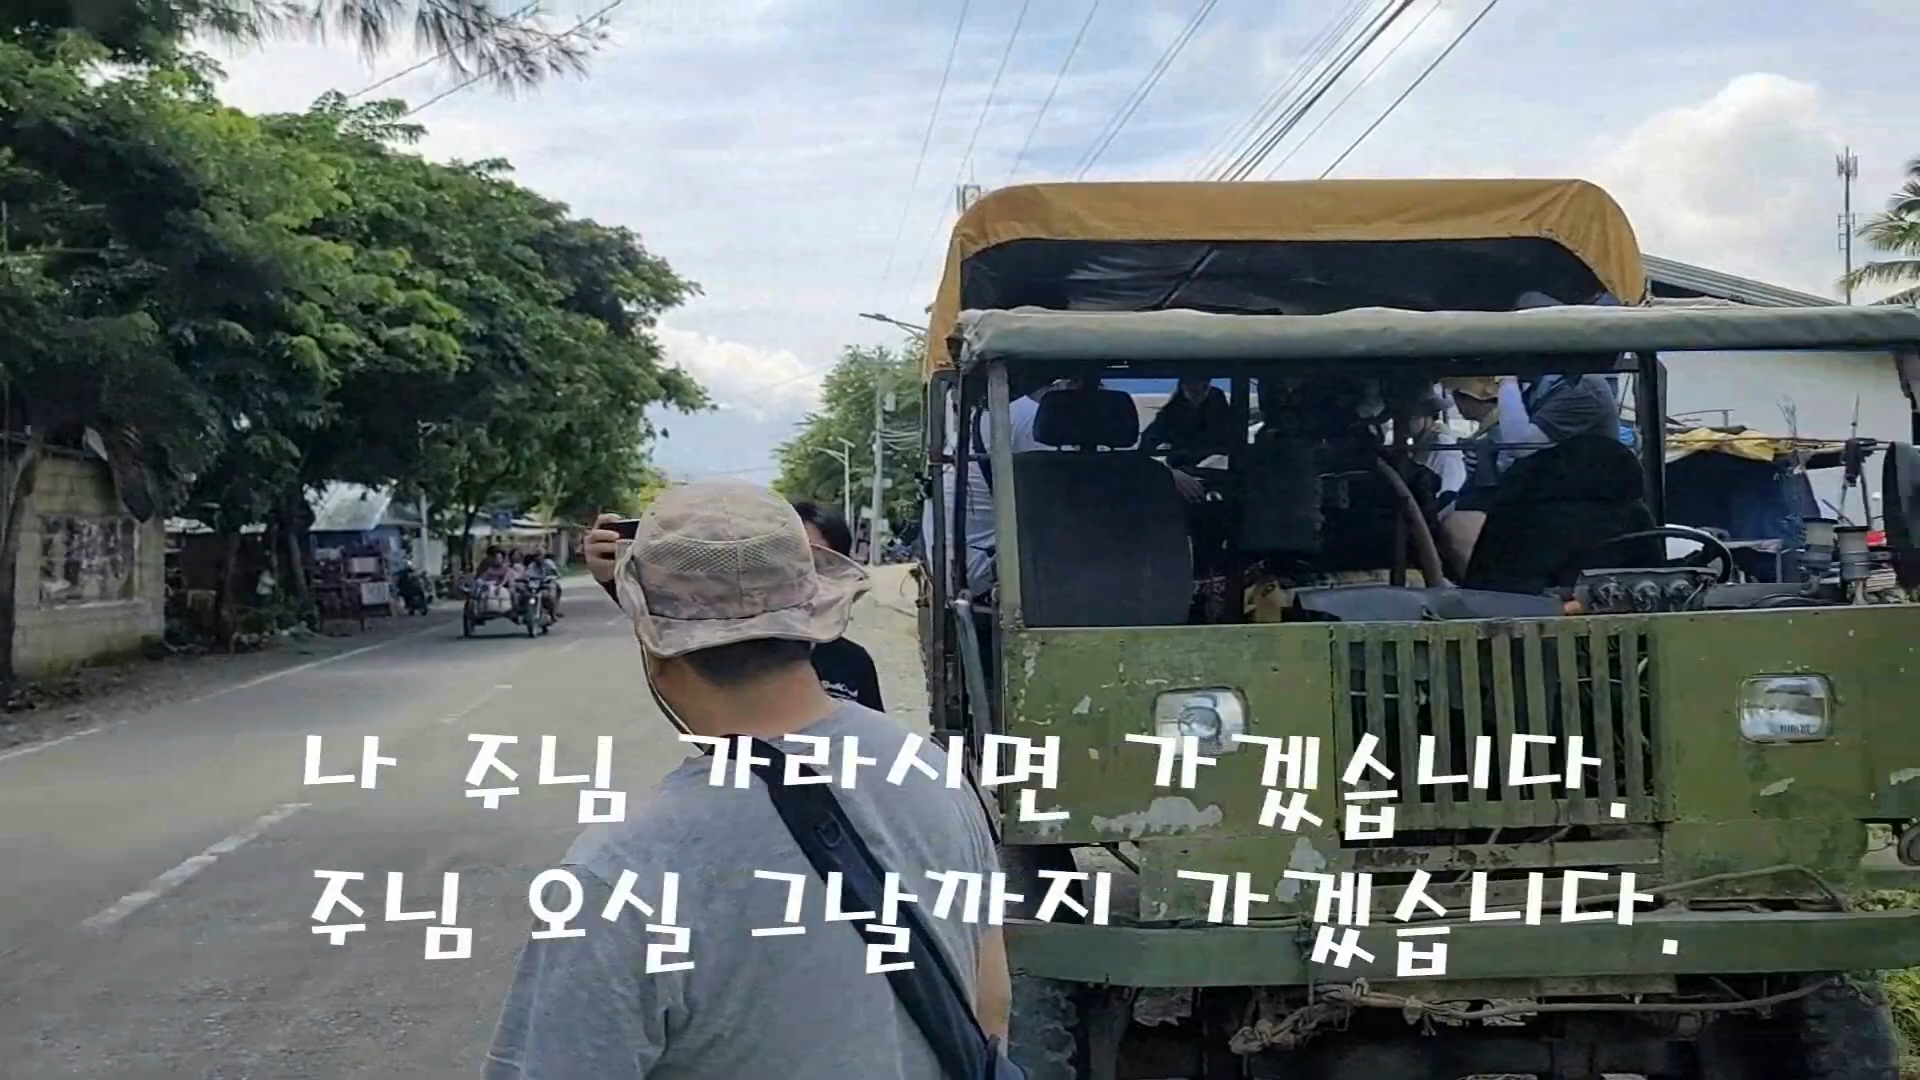 나 주님 가라시면 가겠습니다.
주님 오실 그날까지 가겠습니다.